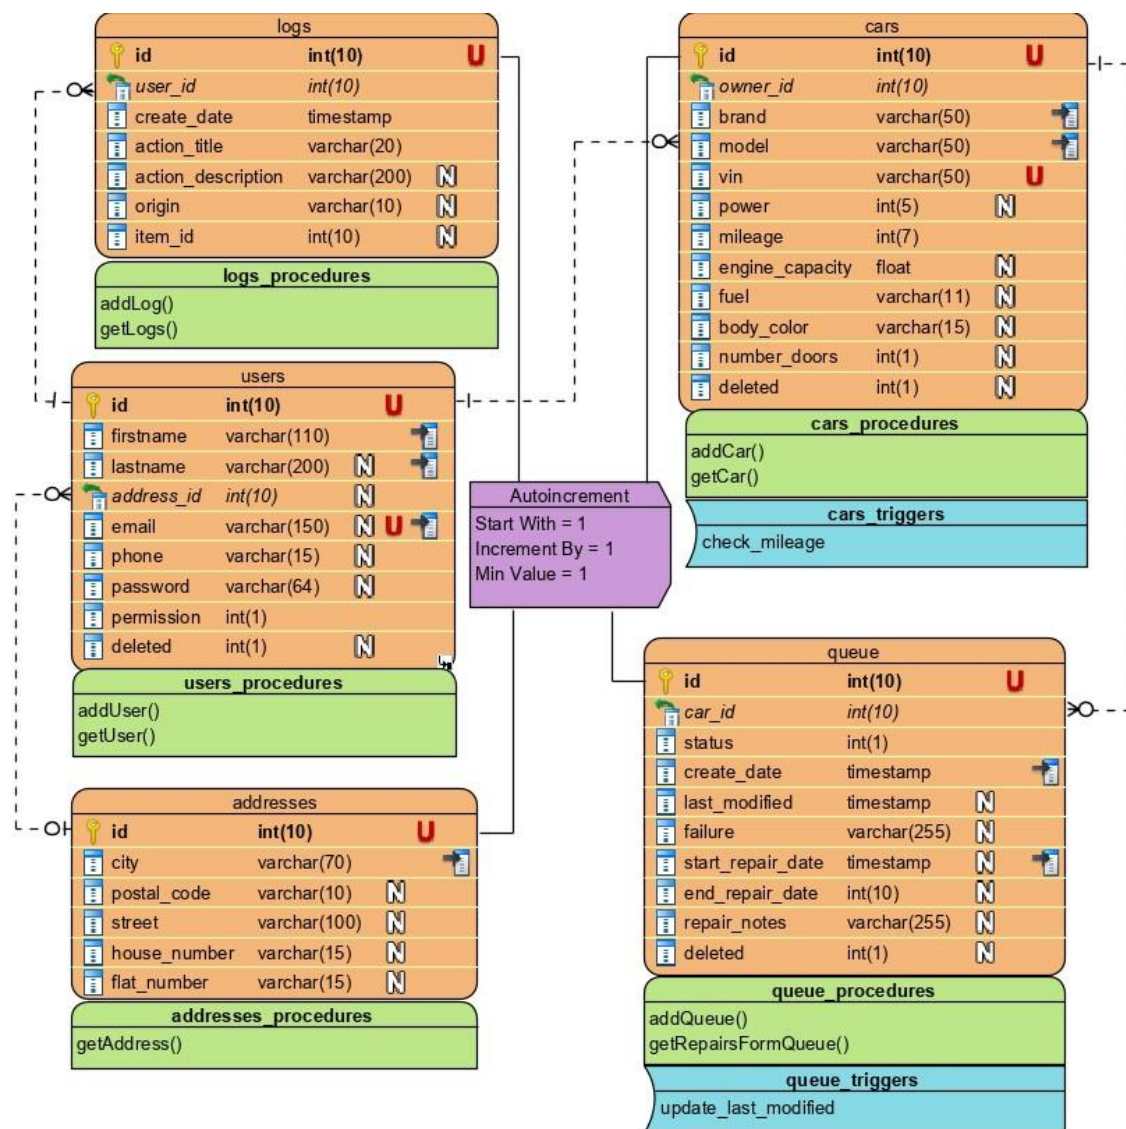 logs
id int(10) U
user_id int(10)
create_date timestamp
action_title varchar(20)
action_description varchar(200) N
origin varchar(10) N
item_id int(10) N
logs_procedures
addLog()
getLogs()
cars
id int(10) U
owner_id int(10)
brand varchar(50)
model varchar(50)
vin varchar(50) U
power int(5) N
mileage int(7)
engine_capacity float N
fuel varchar(11) N
body_color varchar(15) N
number_doors int(1) N
deleted int(1) N
cars_procedures
addCar()
getCar()
cars_triggers
check_mileage
users
id int(10) U
firstname varchar(110)
lastname varchar(200) N
address_id int(10) N
email varchar(150) N U
phone varchar(15) N
password varchar(64) N
permission int(1)
deleted int(1) N
users_procedures
addUser()
getUser()
Autoincrement
Start With = 1
Increment By = 1
Min Value = 1
addresses
id int(10) U
city varchar(70)
postal_code varchar(10) N
street varchar(100) N
house_number varchar(15) N
flat_number varchar(15) N
addresses_procedures
getAddress()
queue
id int(10) U
car_id int(10)
status int(1)
create_date timestamp
last_modified timestamp N
failure varchar(255) N
start_repair_date timestamp N
end_repair_date int(10) N
repair_notes varchar(255) N
deleted int(1) N
queue_procedures
addQueue()
getRepairsFormQueue()
queue_triggers
update_last_modified